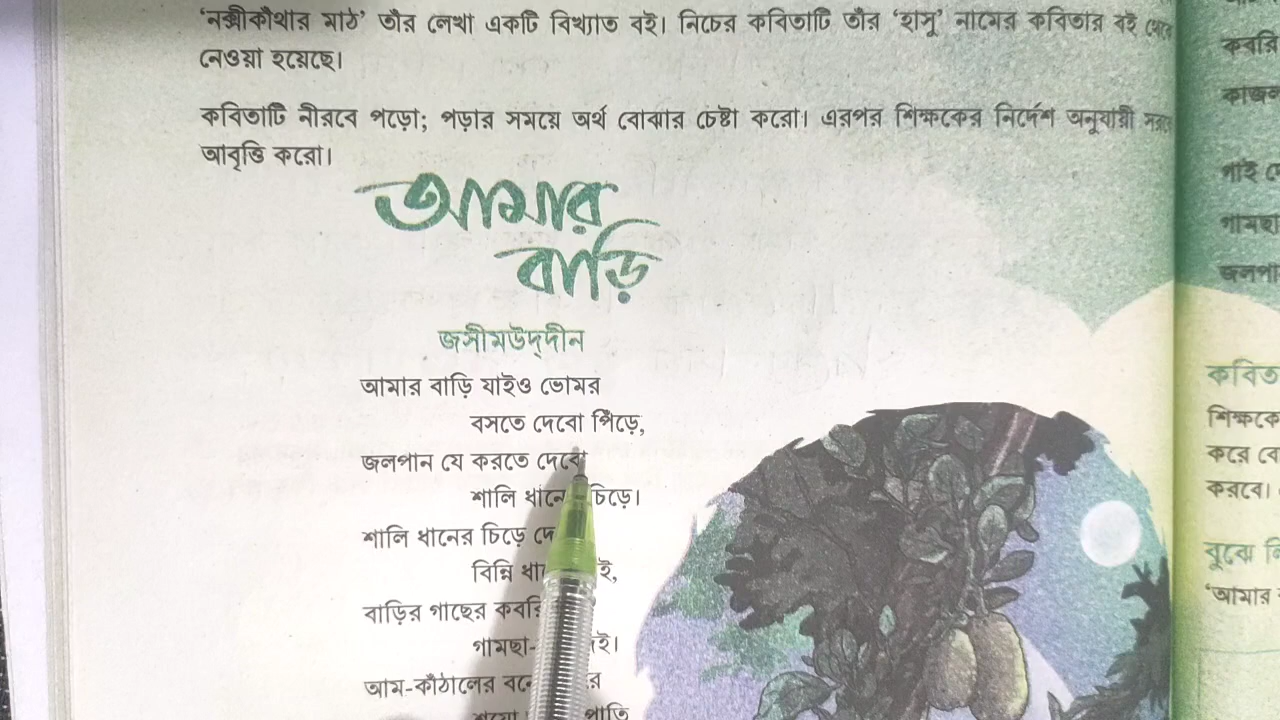 'নক্সীকাঁথার মাঠ' তাঁর লেখা একটি বিখ্যাত বই। নিচের কবিতাটি তাঁর 'হাসু' নামের কবিতার বই
নেওয়া হয়েছে।
কবিতাটি নীরবে পড়ো; পড়ার সময়ে অর্থ বোঝার চেষ্টা করো। এরপর শিক্ষকের নির্দেশ অনুযায়ী
আবৃত্তি করো।
আমার
বাড়ি
জসীমউদ্‌দীন
আমার বাড়ি যাইও ভোমর
বসতে দেবো পিঁড়ে,
জলপান যে করতে দেবো
শালি ধানে চিড়ে।
শালি ধানের চিড়ে
বিন্নি
বাড়ির গাছের কবরি
গামছা-
আম-কাঁঠালের
পাতি
কবরি
গাই
গামছা
কবিত
শিক্ষকে
করে
করবে।
বুঝে
'আমার